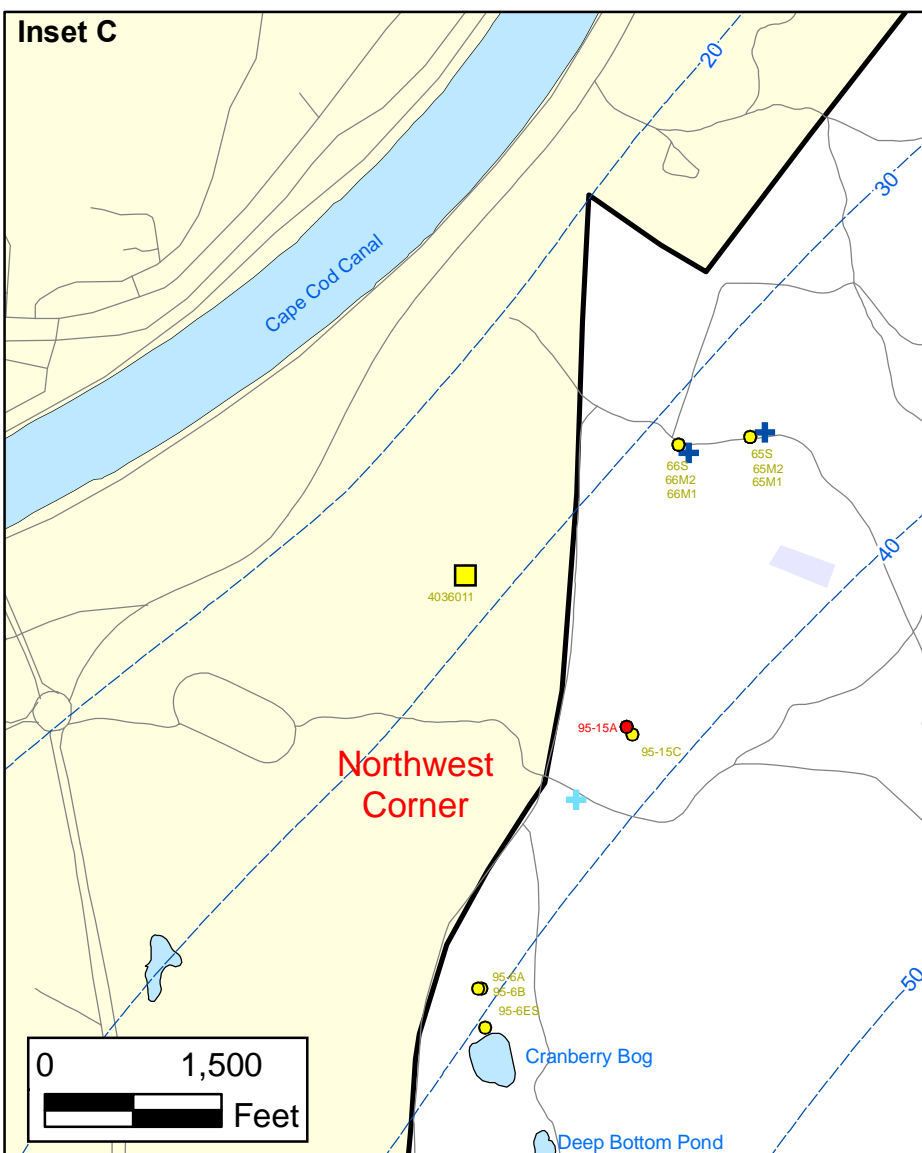 Inset C
20
30
Cape Cod Canal
66S
66M2
66M1
65S
65M2
65M1
40
4036011
95-15A
95-15C
Northwest
Corner
50
95-6A
95-6B
95-6ES
Cranberry Bog
0 1,500
Feet
Deep Bottom Pond